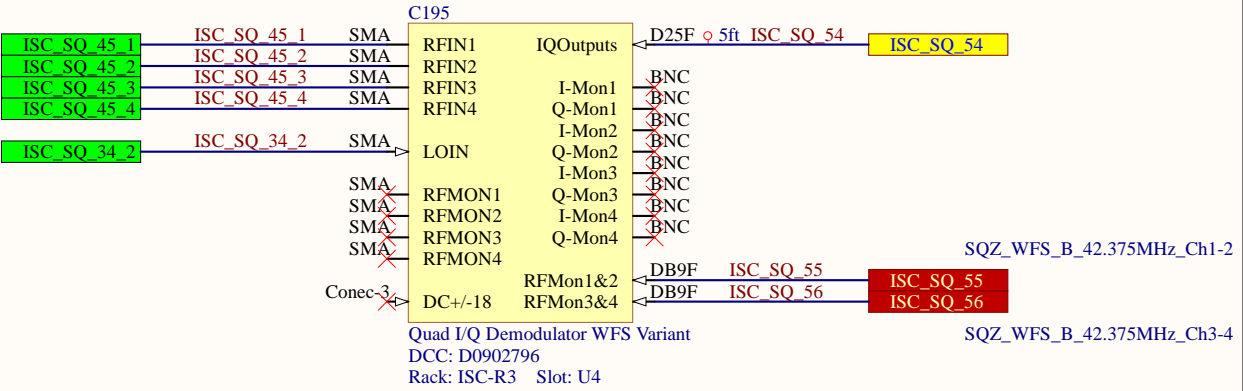 C195
ISC_SQ_45_1 ISC_SQ_45_1 SMA RFIN1 IQOutputs D25F 5ft ISC_SQ_54 ISC_SQ_54
ISC_SQ_45_2 ISC_SQ_45_2 SMA RFIN2
ISC_SQ_45_3 ISC_SQ_45_3 SMA RFIN3 I-Mon1 BNC
ISC_SQ_45_4 ISC_SQ_45_4 SMA RFIN4 Q-Mon1 BNC
I-Mon2 BNC
ISC_SQ_34_2 ISC_SQ_34_2 SMA LOIN Q-Mon2 BNC
I-Mon3 BNC
SMA RFMON1 Q-Mon3 BNC
SMA RFMON2 I-Mon4 BNC
SMA RFMON3 Q-Mon4 BNC
SMA RFMON4
SQZ_WFS_B_42.375MHz_Ch1-2
RFMon1&2 DB9F ISC_SQ_55 ISC_SQ_55
Conec-3 DC+/-18 RFMon3&4 DB9F ISC_SQ_56 ISC_SQ_56
Quad I/Q Demodulator WFS Variant SQZ_WFS_B_42.375MHz_Ch3-4
DCC: D0902796
Rack: ISC-R3 Slot: U4